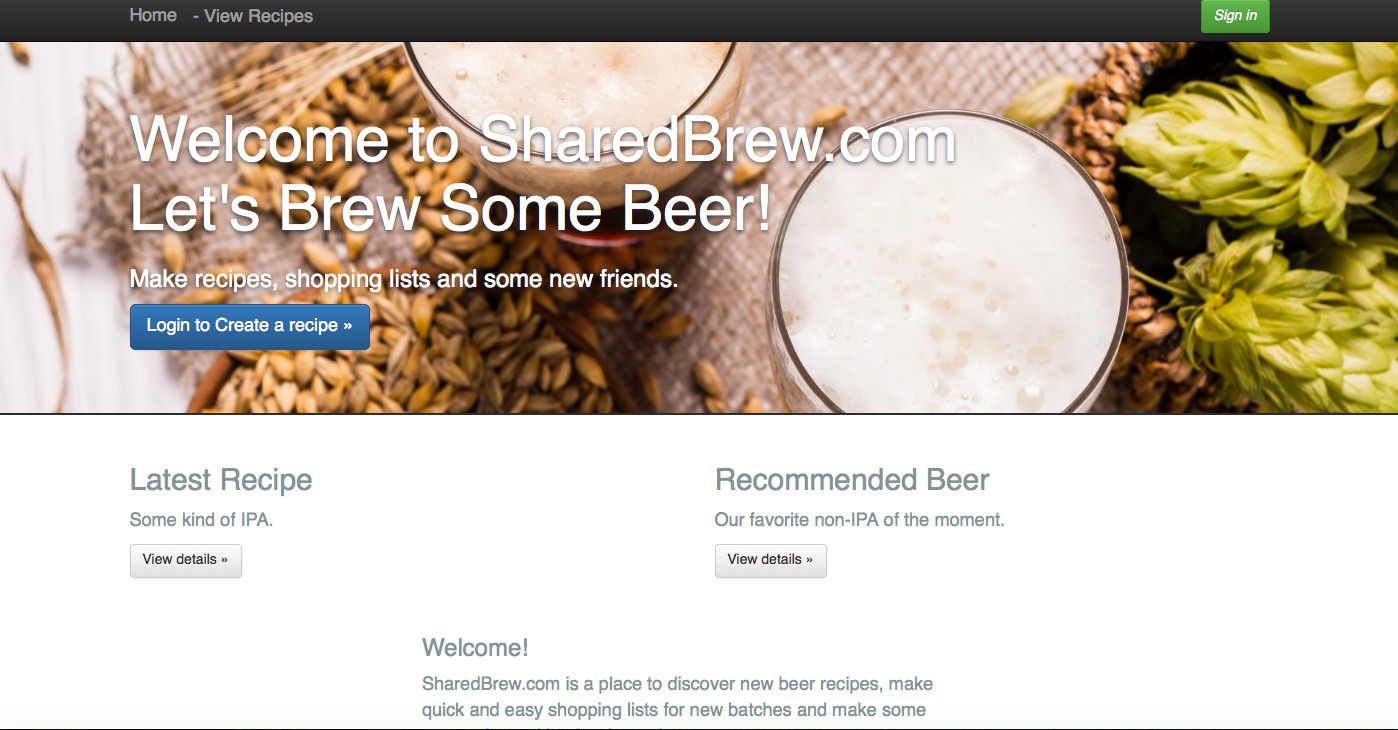 Home - View Recipes
Sign in
Welcome to SharedBrew.com
Let's Brew Some Beer!
Make recipes, shopping lists and some new friends.
Login to Create a recipe »
Latest Recipe
Some kind of IPA.
View details »
Recommended Beer
Our favorite non-IPA of the moment.
View details »
Welcome!
SharedBrew.com is a place to discover new beer recipes, make
quick and easy shopping lists for new batches and make some